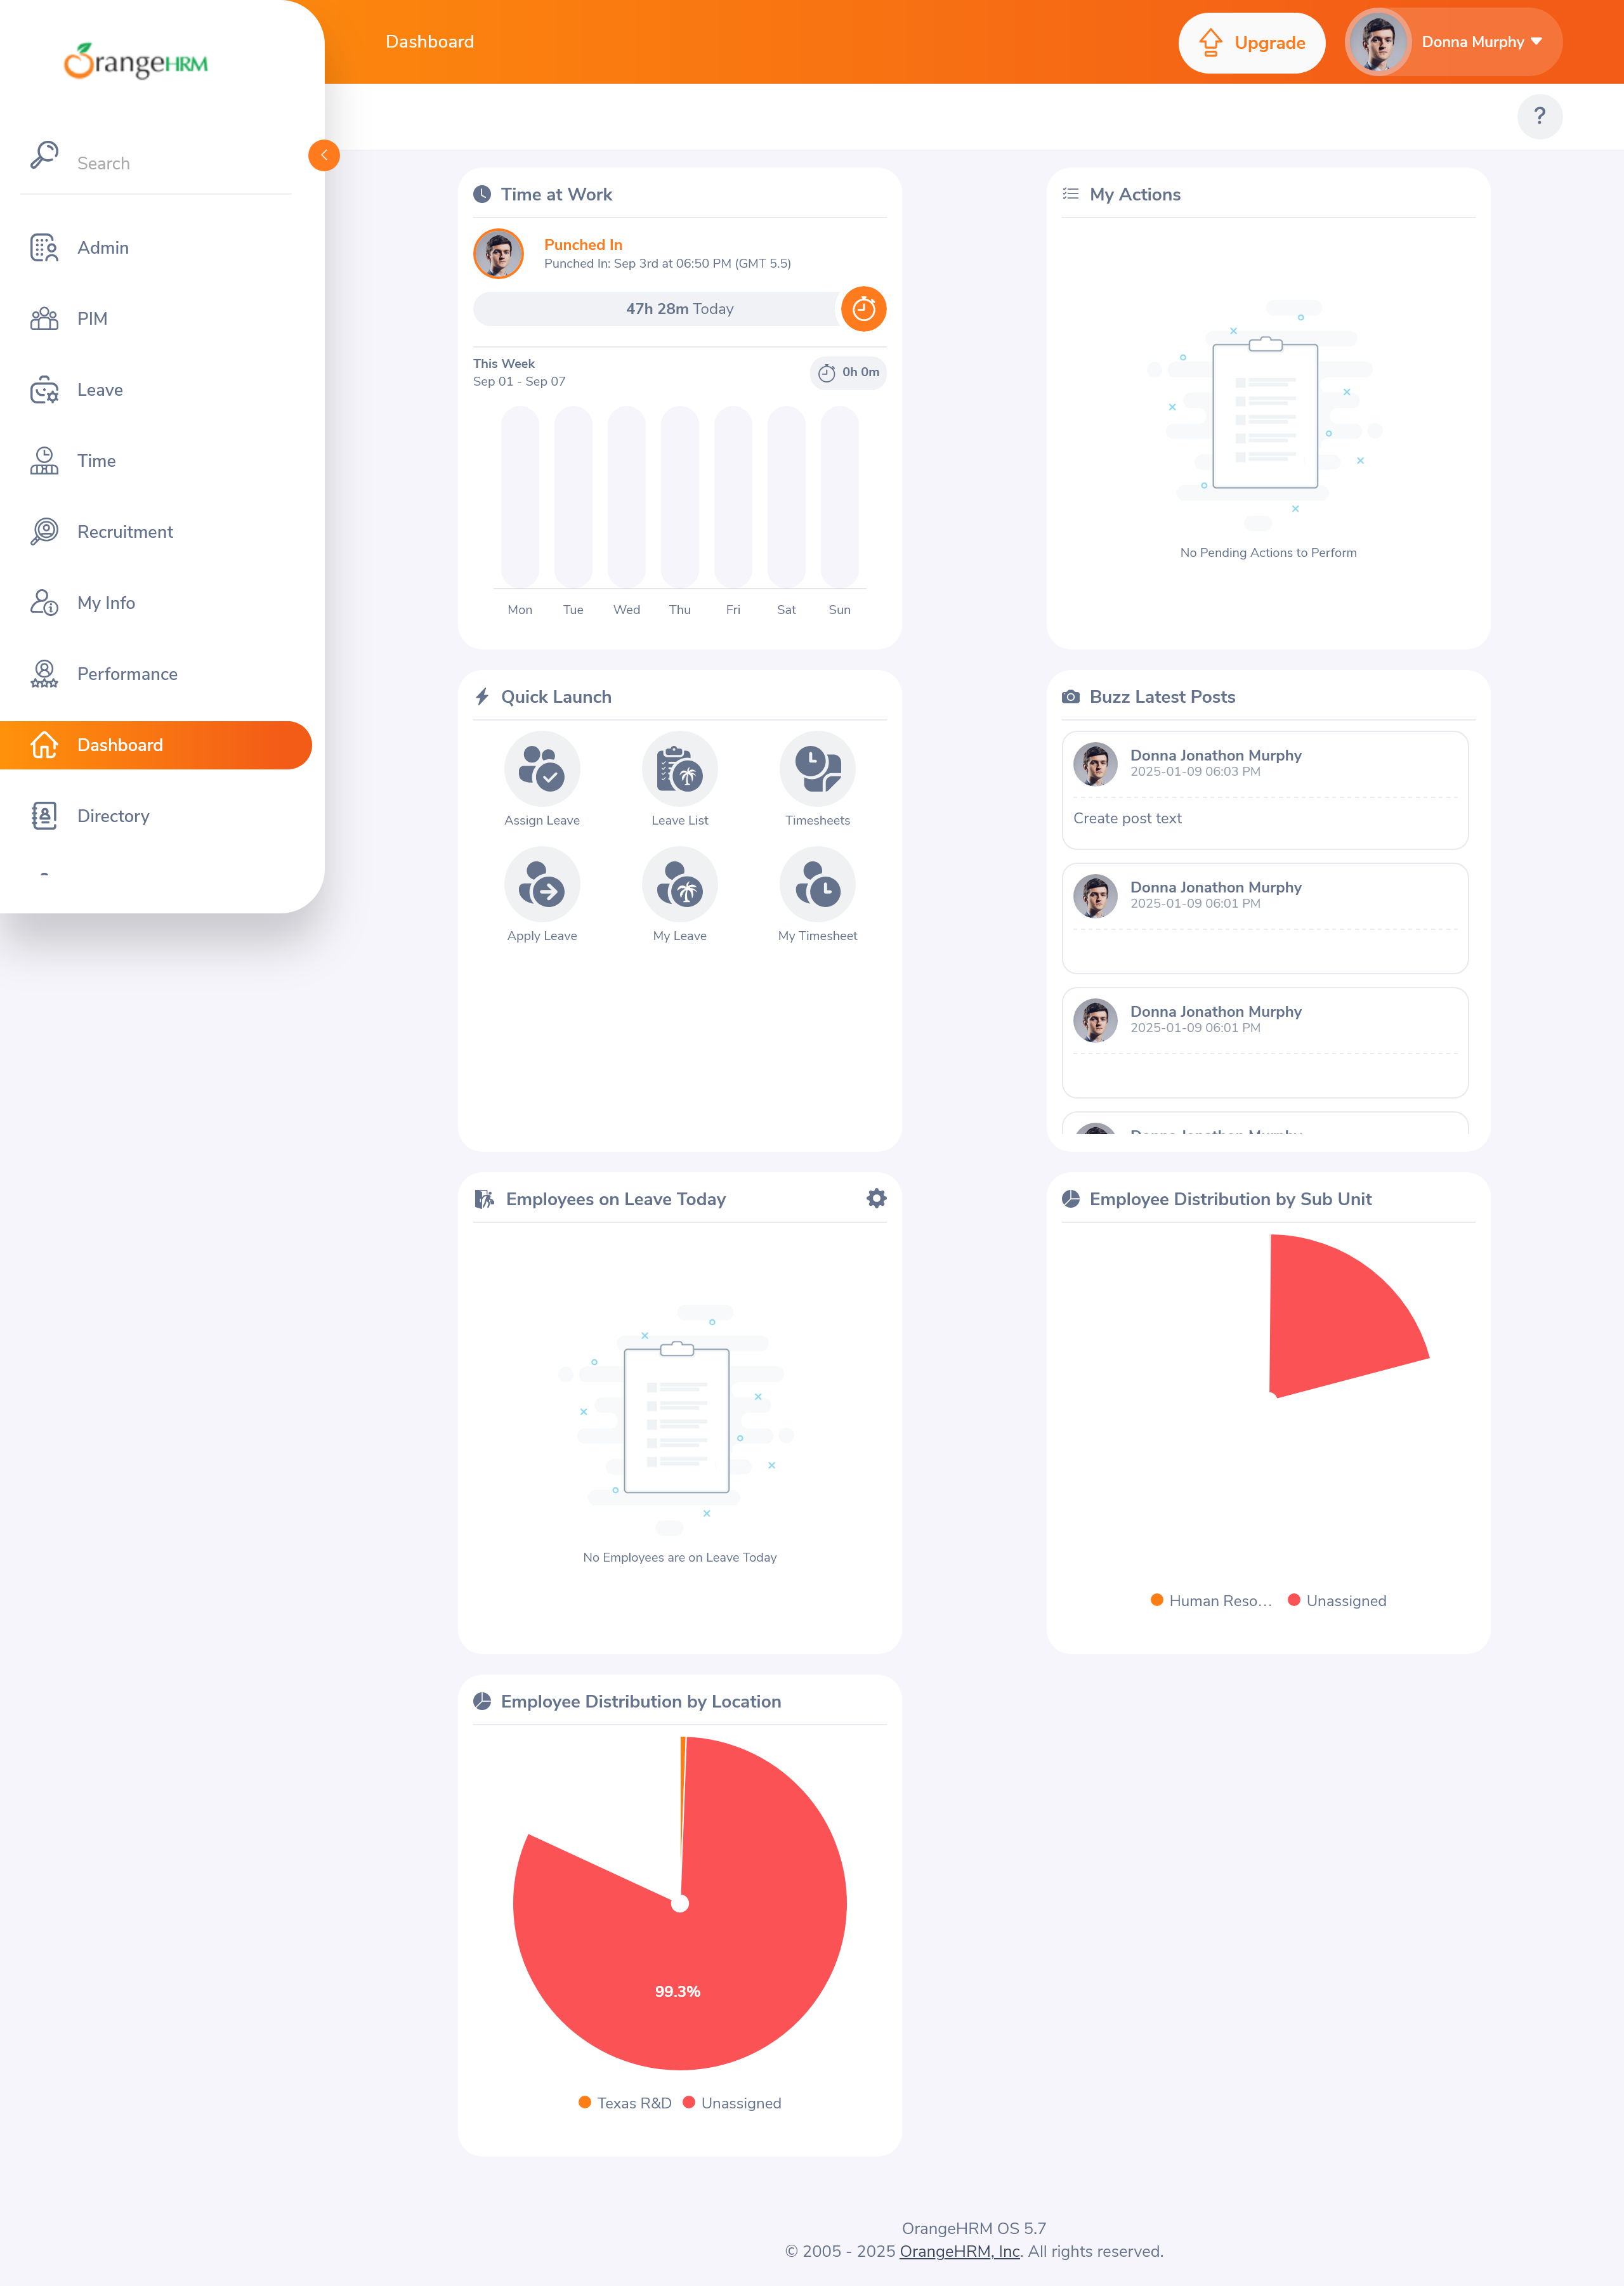 OrangeHRM
Dashboard
Upgrade
Donna Murphy
?
Search
Admin
PIM
Leave
Time
Recruitment
My Info
Performance
Dashboard
Directory
Time at Work
Punched In
Punched In: Sep 3rd at 06:50 PM (GMT 5.5)
47h 28m Today
This Week
Sep 01 - Sep 07
0h 0m
Mon Tue Wed Thu Fri Sat Sun
My Actions
No Pending Actions to Perform
Quick Launch
Assign Leave
Leave List
Timesheets
Apply Leave
My Leave
My Timesheet
Buzz Latest Posts
Donna Jonathon Murphy
2025-01-09 06:03 PM
Create post text
Donna Jonathon Murphy
2025-01-09 06:01 PM
Donna Jonathon Murphy
2025-01-09 06:01 PM
Donna Jonathon Murphy
Employees on Leave Today
No Employees are on Leave Today
Employee Distribution by Sub Unit
Human Reso...
Unassigned
Employee Distribution by Location
99.3%
Texas R&D
Unassigned
OrangeHRM OS 5.7
© 2005 - 2025 OrangeHRM, Inc. All rights reserved.